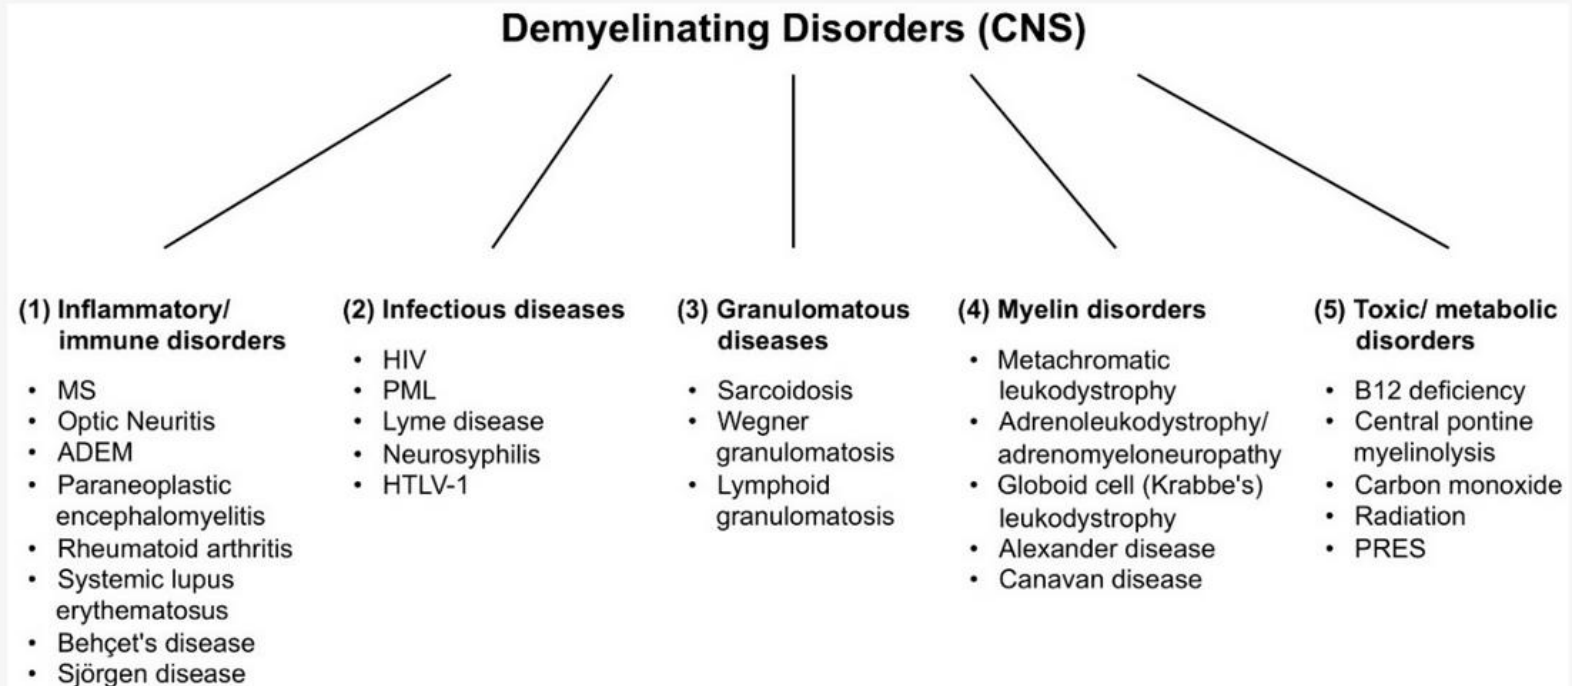 Demyelinating Disorders (CNS)
(1) Inflammatory/
immune disorders
• MS
• Optic Neuritis
• ADEM
• Paraneoplastic
encephalomyelitis
• Rheumatoid arthritis
• Systemic lupus
erythematosus
• Behçet's disease
• Sjörgen disease
(2) Infectious diseases
• HIV
• PML
• Lyme disease
• Neurosyphilis
• HTLV-1
(3) Granulomatous
diseases
• Sarcoidosis
• Wegner
granulomatosis
• Lymphoid
granulomatosis
(4) Myelin disorders
• Metachromatic
leukodystrophy
• Adrenoleukodystrophy/
adrenomyeloneuropathy
• Globoid cell (Krabbe's)
leukodystrophy
• Alexander disease
• Canavan disease
(5) Toxic/ metabolic
disorders
• B12 deficiency
• Central pontine
myelinolysis
• Carbon monoxide
• Radiation
• PRES